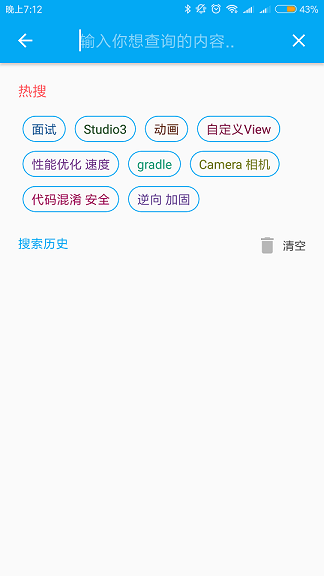 晚上7:12 43%
输入你想查询的内容..
热搜
面试 Studio3 动画 自定义View
性能优化 速度 gradle Camera 相机
代码混淆 安全 逆向 加固
搜索历史 清空